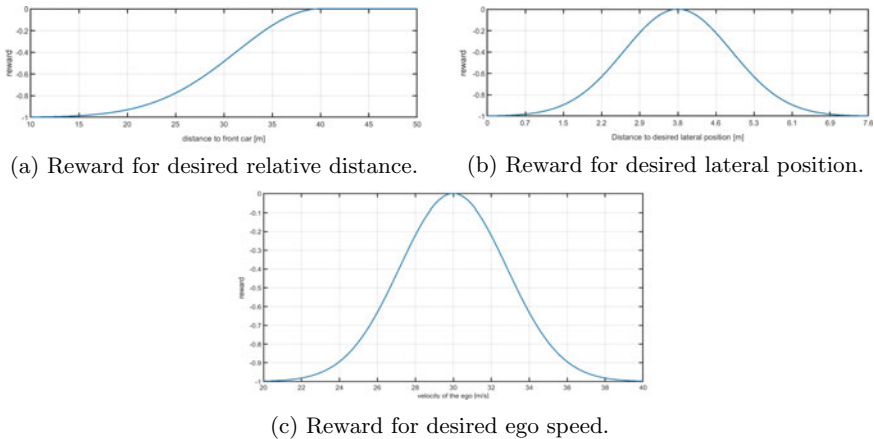 0
-0.2
-0.4
-0.6
-0.8
-1
reward
10 15 20 25 30 35 40 45 50
distance to front car [m]
(a) Reward for desired relative distance.
0
-0.2
-0.4
-0.6
-0.8
-1
reward
0 0.7 1.5 2.2 2.9 3.8 4.6 5.3 6.1 6.9 7.6
Distance to desired lateral position [m]
(b) Reward for desired lateral position.
0
-0.1
-0.2
-0.3
-0.4
-0.5
-0.6
-0.7
-0.8
-0.9
-1
reward
20 22 24 26 28 30 32 34 36 38 40
velocity of the ego [m/s]
(c) Reward for desired ego speed.